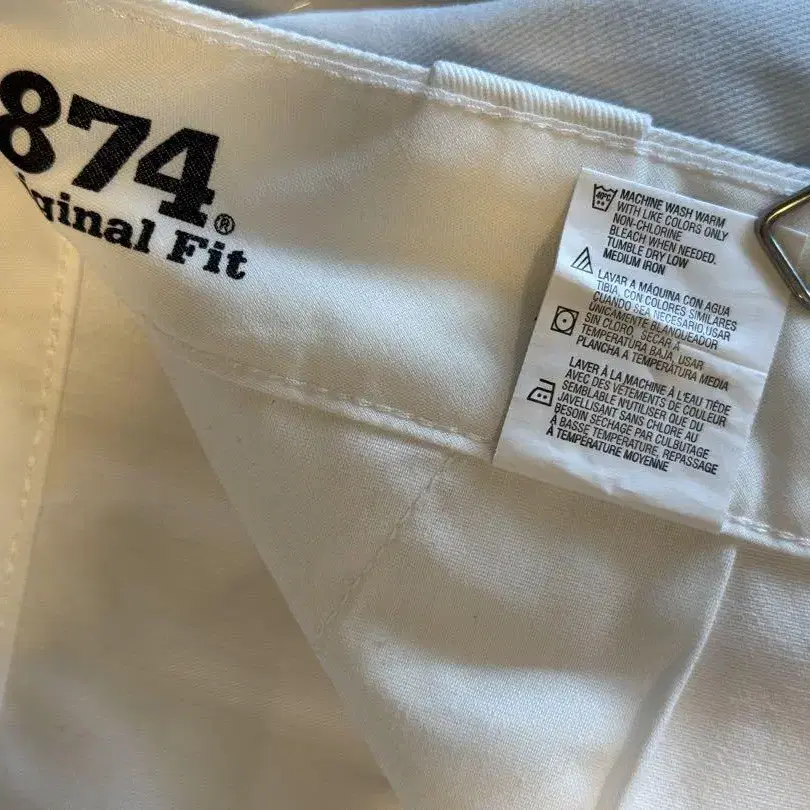 874
®
iginal Fit
40°C
MACHINE WASH WARM
WITH LIKE COLORS ONLY
NON-CHLORINE
BLEACH WHEN NEEDED.
TUMBLE DRY LOW
MEDIUM IRON
LAVAR A MÁQUINA CON AGUA
TIBIA, CON COLORES SIMILARES
CUANDO SEA NECESARIO, USAR
ÚNICAMENTE BLANQUEADOR
SIN CLORO, SECAR A
TEMPERATURA BAJA, USAR
PLANCHA A TEMPERATURA MEDIA
LAVER À LA MACHINE À L'EAU TIÈDE
AVEC DES VÊTEMENTS DE COULEUR
SEMBLABLE N'UTILISER QUE DU
JAVELLISANT SANS CHLORE AU
BESOIN SÉCHAGE PAR CULBUTAGE
À BASSE TEMPÉRATURE, REPASSAGE
À TEMPÉRATURE MOYENNE